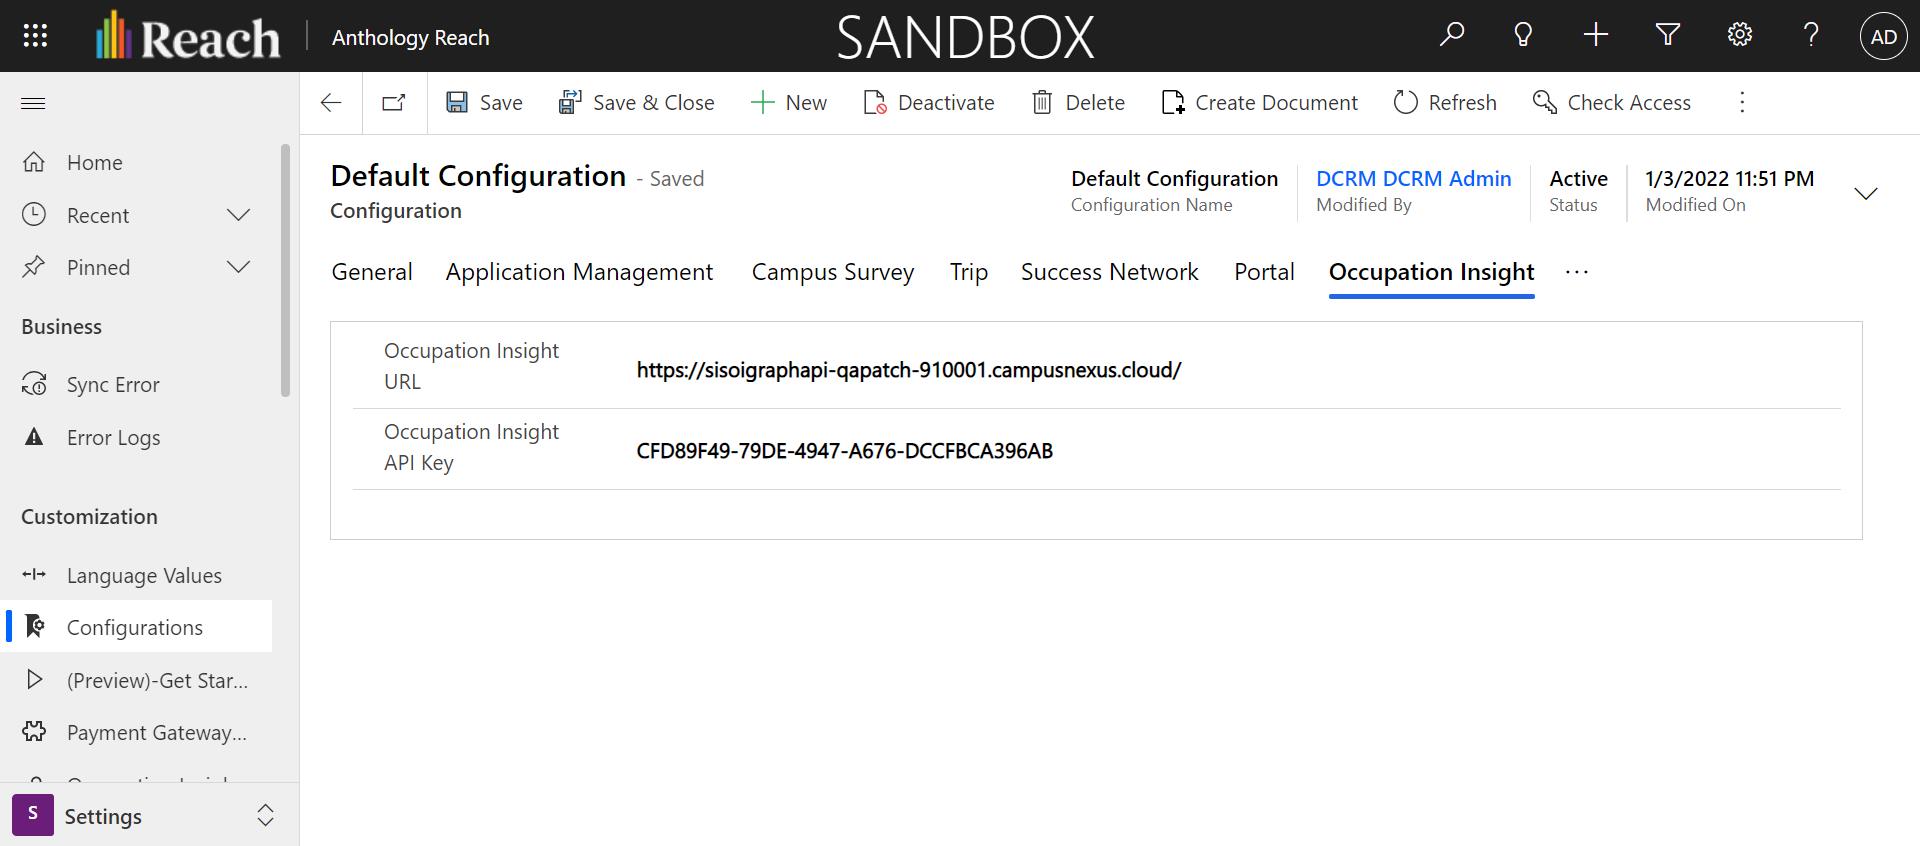 Reach
Anthology Reach
SANDBOX
AD
Save
Save & Close
New
Deactivate
Delete
Create Document
Refresh
Check Access
Home
Recent
Pinned
Business
Sync Error
Error Logs
Customization
Language Values
Configurations
(Preview)-Get Star...
Payment Gateway...
S
Settings
Default Configuration - Saved
Configuration
Default Configuration
Configuration Name
DCRM DCRM Admin
Modified By
Active
Status
1/3/2022 11:51 PM
Modified On
General
Application Management
Campus Survey
Trip
Success Network
Portal
Occupation Insight
Occupation Insight
URL
https://sisoigraphapi-qapatch-910001.campusnexus.cloud/
Occupation Insight
API Key
CFD89F49-79DE-4947-A676-DCCFBCA396AB